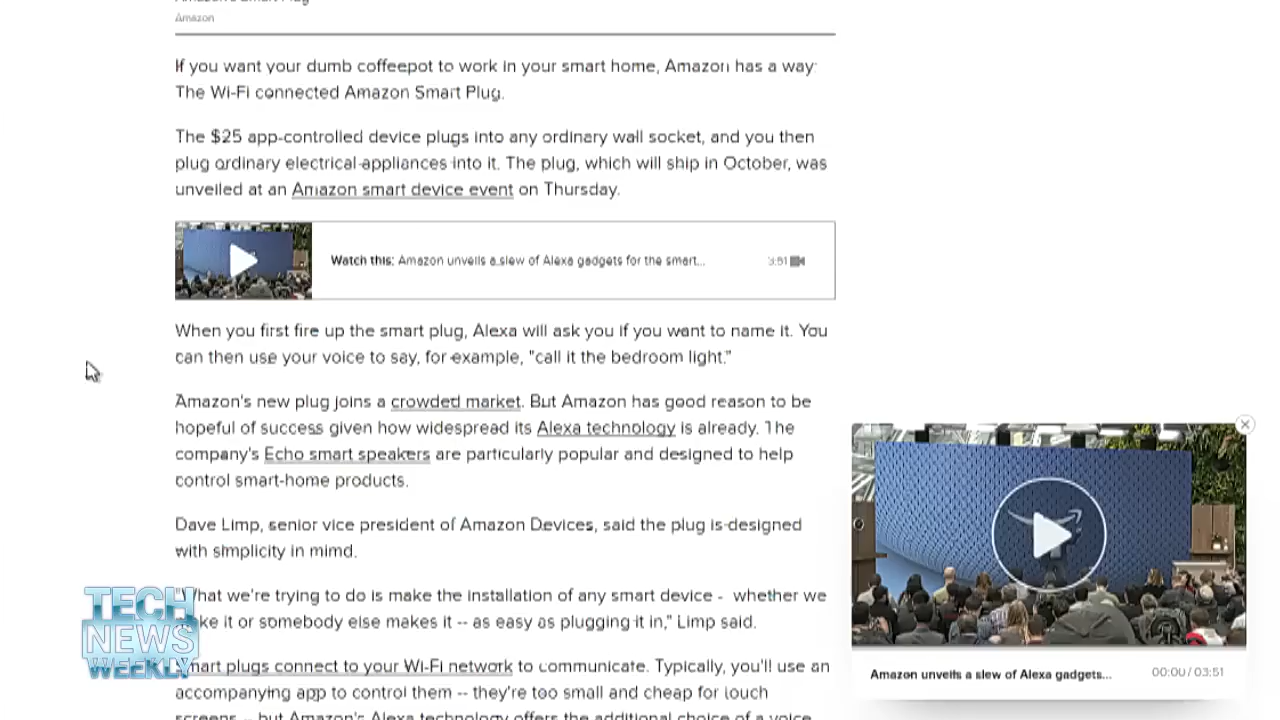 Amazon
If you want your dumb coffeepot to work in your smart home, Amazon has a way:
The Wi-Fi connected Amazon Smart Plug.
The $25 app-controlled device plugs into any ordinary wall socket, and you then
plug ordinary electrical appliances into it. The plug, which will ship in October, was
unveiled at an Amazon smart device event on Thursday.
Watch this: Amazon unveils a slew of Alexa gadgets for the smart... 3:51
When you first fire up the smart plug, Alexa will ask you if you want to name it. You
can then use your voice to say, for example, "call it the bedroom light."
Amazon's new plug joins a crowded market. But Amazon has good reason to be
hopeful of success given how widespread its Alexa technology is already. The
company's Echo smart speakers are particularly popular and designed to help
control smart-home products.
Dave Limp, senior vice president of Amazon Devices, said the plug is designed
with simplicity in mind.
"What we're trying to do is make the installation of any smart device - whether we
ke it or somebody else makes it -- as easy as plugging it in," Limp said.
mart plugs connect to your Wi-Fi network to communicate. Typically, you'll use an
accompanying app to control them -- they're too small and cheap for touch
screens -- but Amazon's Alexa technology offers the additional choice of a voice
TECH
NEWS
WEEKLY
Amazon unveils a slew of Alexa gadgets... 00:00 / 03:51